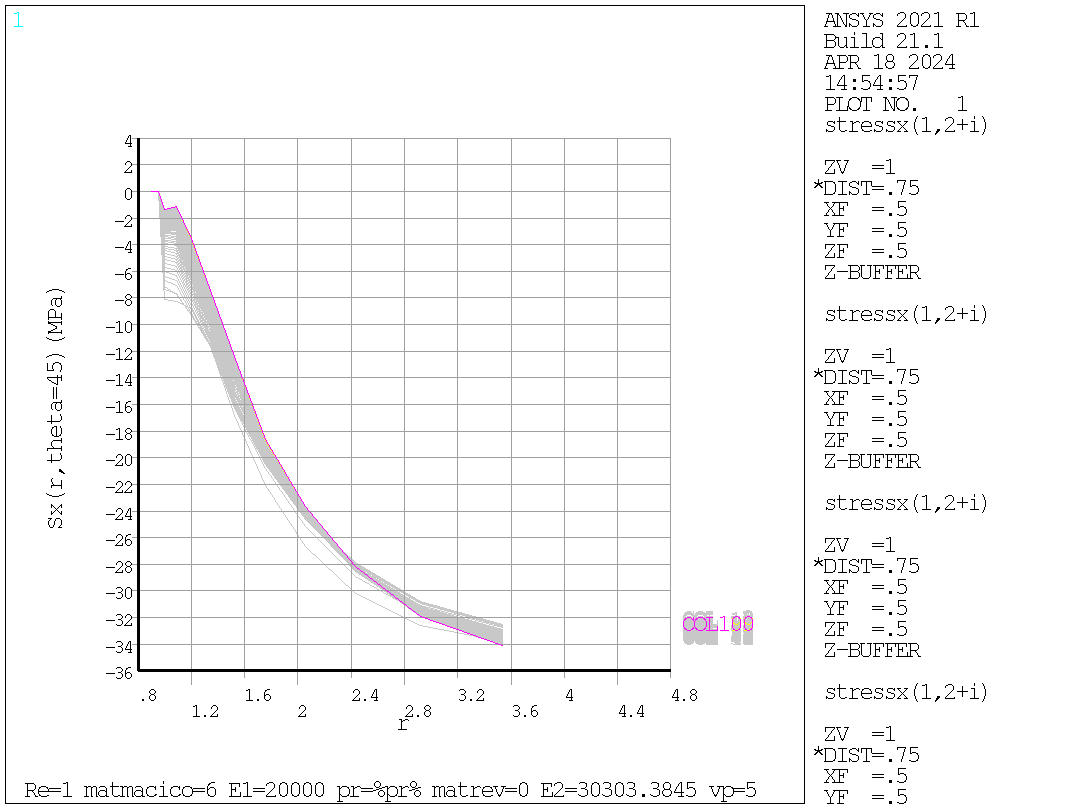 1
ANSYS 2021 R1
Build 21.1
APR 18 2024
14:54:57
PLOT NO. 1
stressx(1,2+i)
ZV =1
*DIST=.75
XF =.5
YF =.5
ZF =.5
Z-BUFFER
stressx(1,2+i)
ZV =1
*DIST=.75
XF =.5
YF =.5
ZF =.5
Z-BUFFER
stressx(1,2+i)
ZV =1
*DIST=.75
XF =.5
YF =.5
ZF =.5
Z-BUFFER
stressx(1,2+i)
ZV =1
*DIST=.75
XF =.5
YF =.5
4
2
0
-2
-4
-6
-8
-10
-12
-14
-16
-18
-20
-22
-24
-26
-28
-30
-32
-34
-36
Sx(r,theta=45)(MPa)
COL100
.8
1.6
2.4
3.2
4
4.8
1.2
2
2.8
3.6
4.4
r
Re=1 matmacico=6 E1=20000 pr=%pr% matrev=0 E2=30303.3845 vp=5